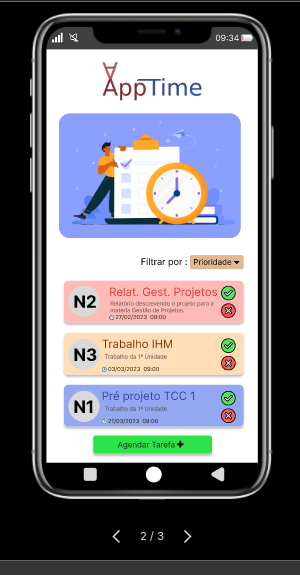 09:34
AppTime
Filtrar por : Prioridade
N2
Relat. Gest. Projetos
Relatório descrevendo o projeto para a
materia Gestão de Projetos.
27/02/2023 09:00
N3
Trabalho IHM
Trabalho da 1ª Unidade
03/03/2023 09:00
N1
Pré projeto TCC 1
Trabalho da 1ª Unidade
21/03/2023 09:00
Agendar Tarefa
2 / 3